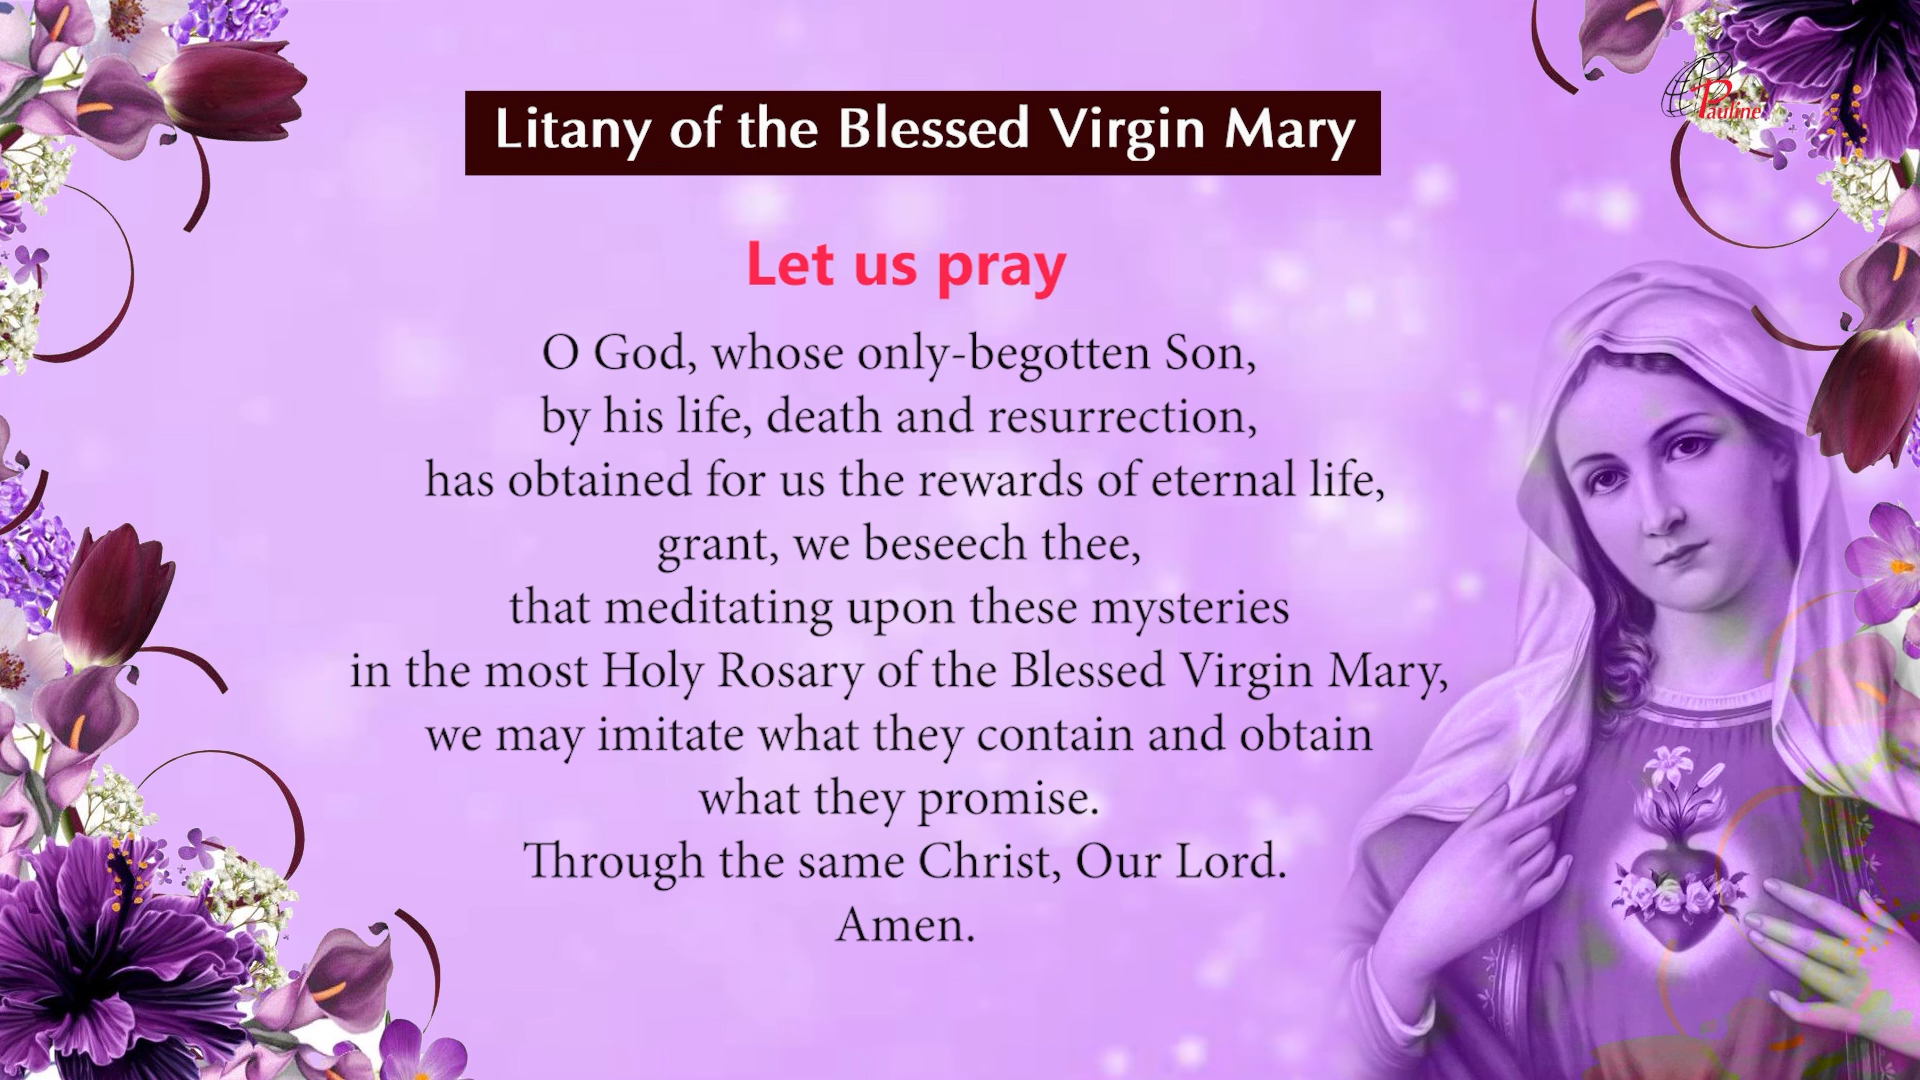 Pauline
Litany of the Blessed Virgin Mary
Let us pray
O God, whose only-begotten Son,
by his life, death and resurrection,
has obtained for us the rewards of eternal life,
grant, we beseech thee,
that meditating upon these mysteries
in the most Holy Rosary of the Blessed Virgin Mary,
we may imitate what they contain and obtain
what they promise.
Through the same Christ, Our Lord.
Amen.